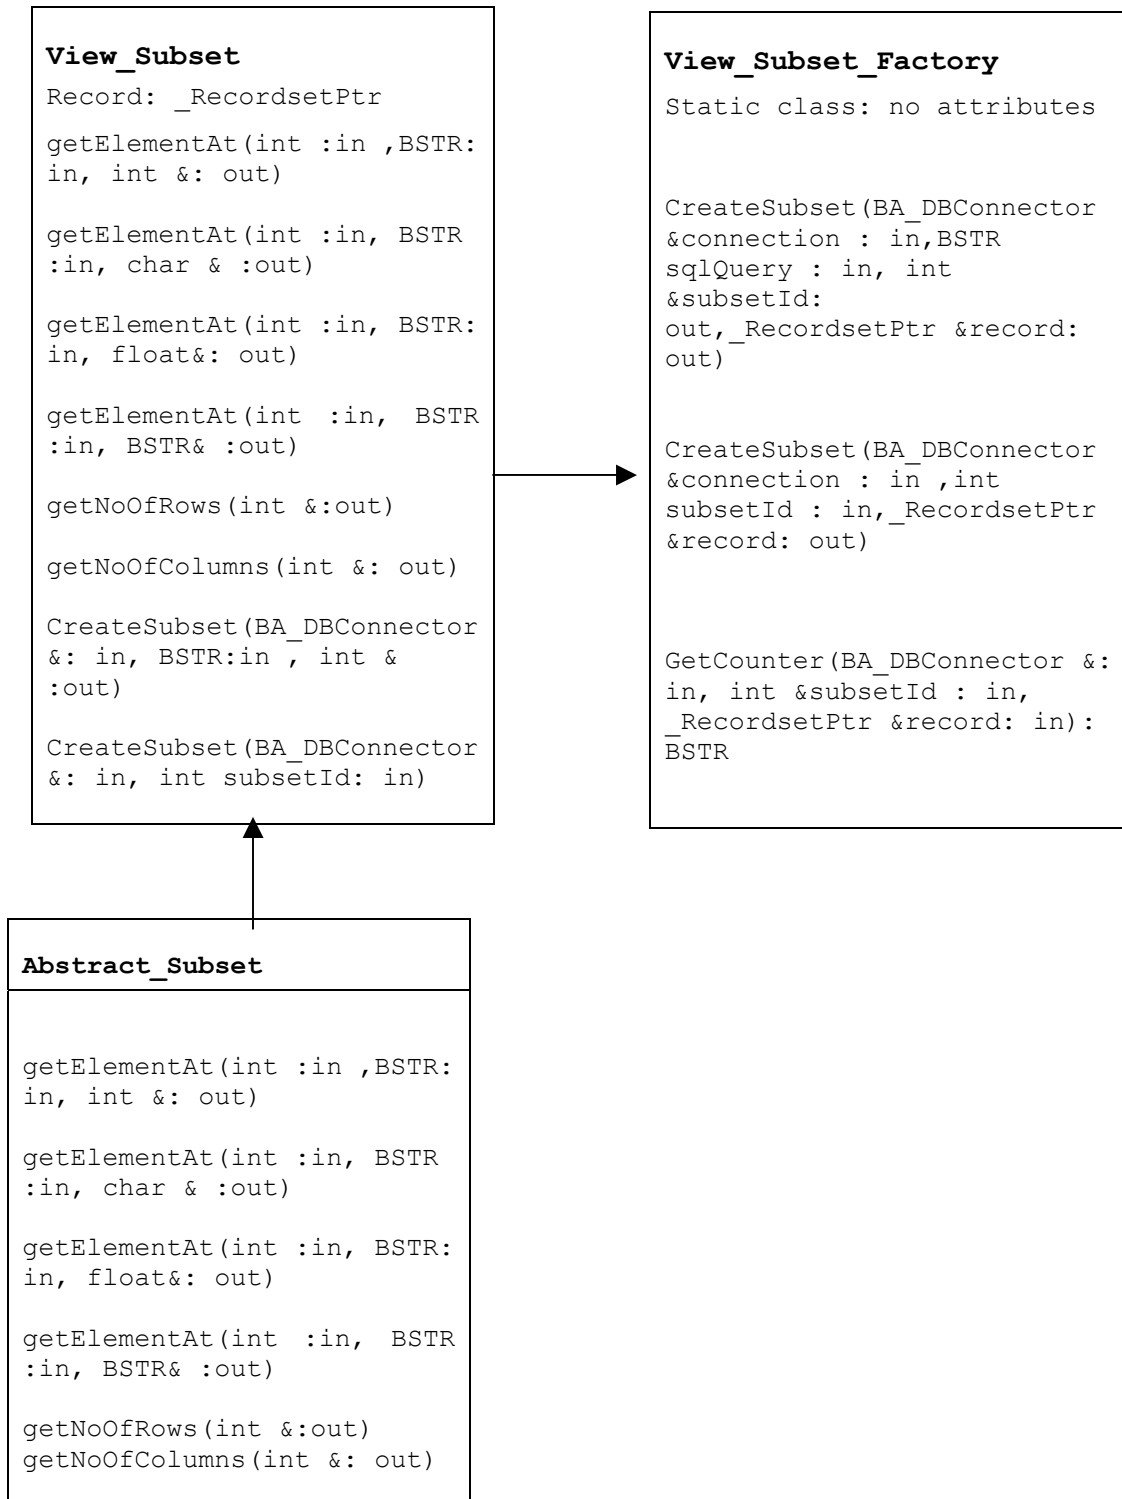 View_Subset
Record: _RecordsetPtr
getElementAt(int :in ,BSTR:
in, int &: out)
getElementAt(int :in, BSTR
:in, char & :out)
getElementAt(int :in, BSTR:
in, float&: out)
getElementAt(int :in, BSTR
:in, BSTR& :out)
getNoOfRows(int &:out)
getNoOfColumns(int &: out)
CreateSubset(BA_DBConnector
&: in, BSTR:in , int &
:out)
CreateSubset(BA_DBConnector
&: in, int subsetId: in)
View_Subset_Factory
Static class: no attributes
CreateSubset(BA_DBConnector
&connection : in,BSTR
sqlQuery : in, int
&subsetId:
out,_RecordsetPtr &record:
out)
CreateSubset(BA_DBConnector
&connection : in ,int
subsetId : in,_RecordsetPtr
&record: out)
GetCounter(BA_DBConnector &:
in, int &subsetId : in,
_RecordsetPtr &record: in):
BSTR
Abstract_Subset
getElementAt(int :in ,BSTR:
in, int &: out)
getElementAt(int :in, BSTR
:in, char & :out)
getElementAt(int :in, BSTR:
in, float&: out)
getElementAt(int :in, BSTR
:in, BSTR& :out)
getNoOfRows(int &:out)
getNoOfColumns(int &: out)